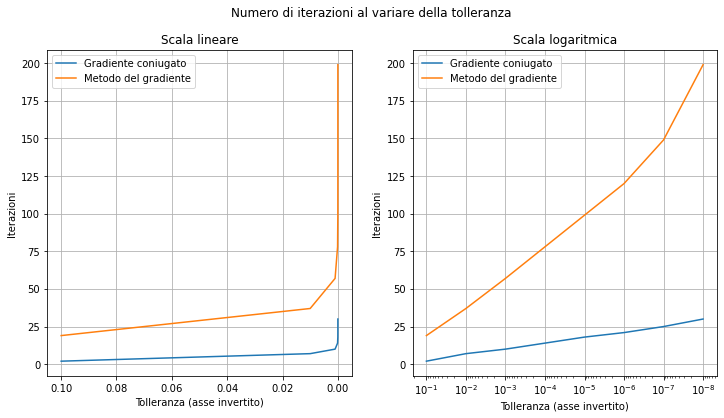 Numero di iterazioni al variare della tolleranza
Scala lineare
Gradiente coniugato
Metodo del gradiente
200
175
150
125
100
75
50
25
0
Iterazioni
0.10
0.08
0.06
0.04
0.02
0.00
Tolleranza (asse invertito)
Scala logaritmica
Gradiente coniugato
Metodo del gradiente
200
175
150
125
100
75
50
25
0
Iterazioni
10⁻¹
10⁻²
10⁻³
10⁻⁴
10⁻⁵
10⁻⁶
10⁻⁷
10⁻⁸
Tolleranza (asse invertito)